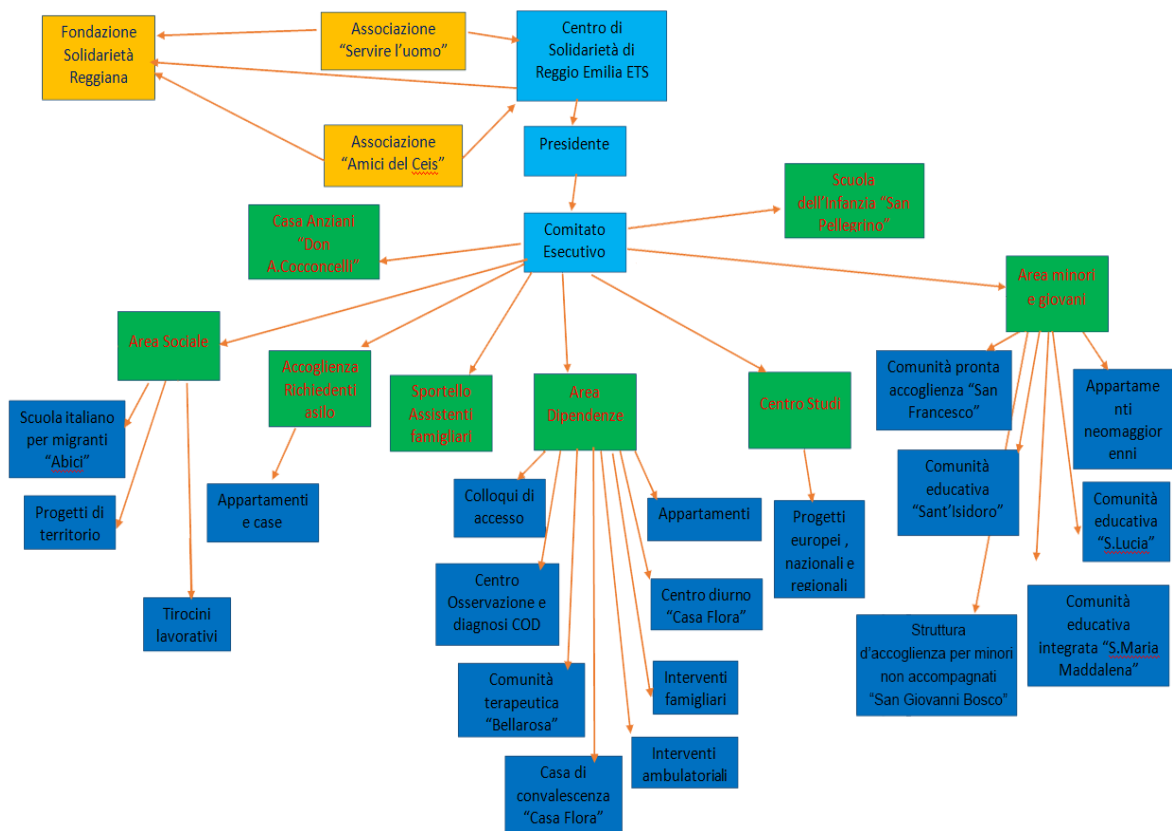 Fondazione
Solidarietà
Reggiana
Associazione
“Servire l’uomo”
Centro di
Solidarietà di
Reggio Emilia ETS
Associazione
“Amici del Ceis”
Presidente
Scuola
dell’Infanzia “San
Pellegrino”
Casa Anziani
“Don
A.Cocconcelli”
Comitato
Esecutivo
Area minori
e giovani
Area Sociale
Accoglienza
Richiedenti
asilo
Sportello
Assistenti
famigliari
Area
Dipendenze
Centro Studi
Comunità pronta
accoglienza “San
Francesco”
Appartame
nti
neomaggior
enni
Scuola italiano
per migranti
“Abici”
Progetti di
territorio
Tirocini
lavorativi
Appartamenti
e case
Colloqui di
accesso
Centro
Osservazione e
diagnosi COD
Comunità
terapeutica
“Bellarosa”
Casa di
convalescenza
“Casa Flora”
Appartamenti
Centro diurno
“Casa Flora”
Interventi
famigliari
Interventi
ambulatoriali
Progetti
europei ,
nazionali e
regionali
Comunità
educativa
“Sant’Isidoro”
Comunità
educativa
“S.Lucia”
Struttura
d’accoglienza per minori
non accompagnati
“San Giovanni Bosco”
Comunità
educativa
integrata “S.Maria
Maddalena”